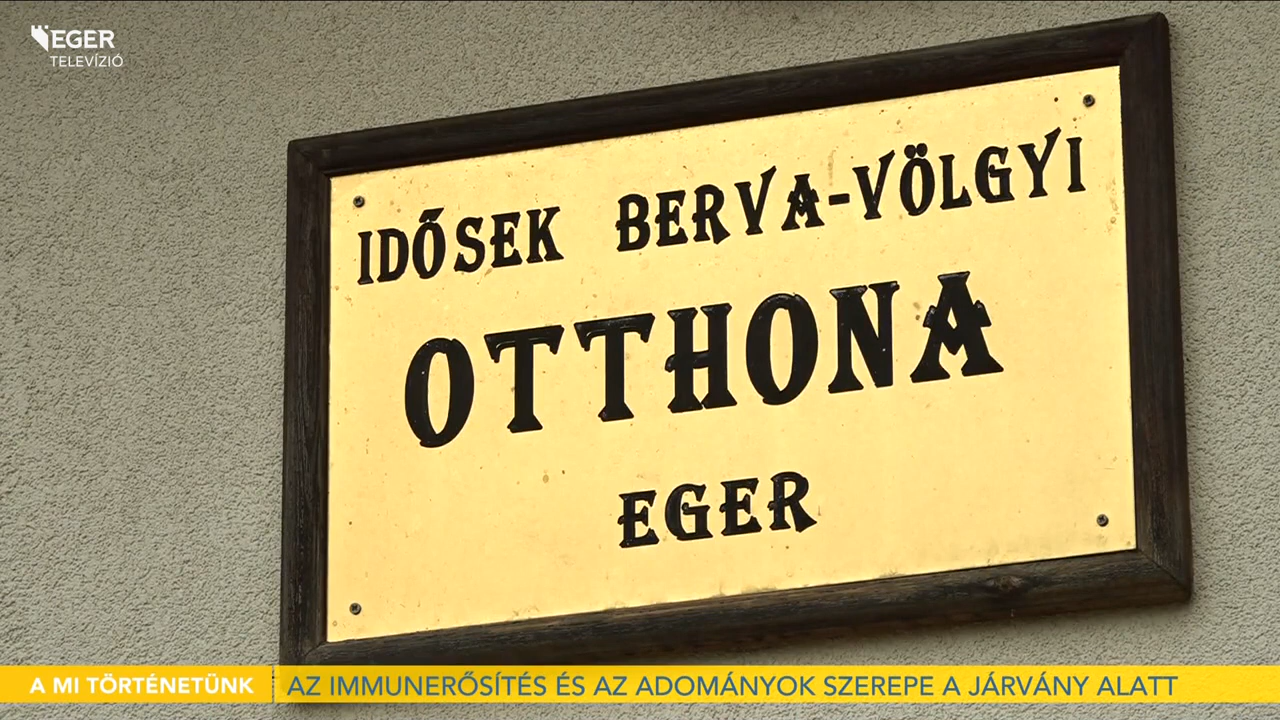 EGER
TELEVÍZIÓ
IDŐSEK BERVA-VÖLGYI
OTTHONA
EGER
A MI TÖRTÉNETÜNK
AZ IMMUNERŐSÍTÉS ÉS AZ ADOMÁNYOK SZEREPE A JÁRVÁNY ALATT